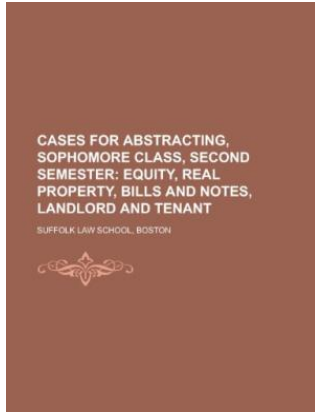 CASES FOR ABSTRACTING,
SOPHOMORE CLASS, SECOND
SEMESTER: EQUITY, REAL
PROPERTY, BILLS AND NOTES,
LANDLORD AND TENANT
SUFFOLK LAW SCHOOL, BOSTON